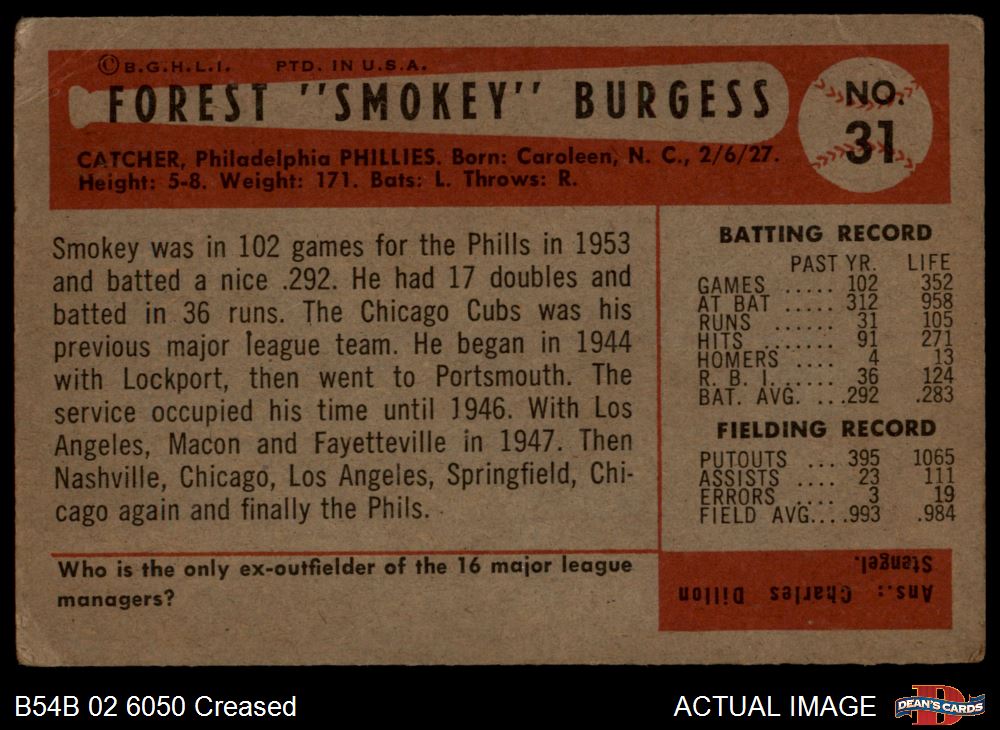 © B.G.H.L.I. PTD. IN U.S.A.
FOREST "SMOKEY" BURGESS
NO.
31
CATCHER, Philadelphia PHILLIES. Born: Caroleen, N. C., 2/6/27.
Height: 5-8. Weight: 171. Bats: L. Throws: R.
Smokey was in 102 games for the Phills in 1953
and batted a nice .292. He had 17 doubles and
batted in 36 runs. The Chicago Cubs was his
previous major league team. He began in 1944
with Lockport, then went to Portsmouth. The
service occupied his time until 1946. With Los
Angeles, Macon and Fayetteville in 1947. Then
Nashville, Chicago, Los Angeles, Springfield, Chi-
cago again and finally the Phils.
BATTING RECORD
PAST YR. LIFE
GAMES ..... 102 352
AT BAT ..... 312 958
RUNS ...... 31 105
HITS ....... 91 271
HOMERS .... 4 13
R. B. I. ...... 36 124
BAT. AVG. ....292 .283
FIELDING RECORD
PUTOUTS ... 395 1065
ASSISTS .... 23 111
ERRORS .... 3 19
FIELD AVG....993 .984
Who is the only ex-outfielder of the 16 major league
managers?
Ans.: Charles Dillon
Stengel.
B54B 02 6050 Creased
ACTUAL IMAGE
D
DEAN'S CARDS